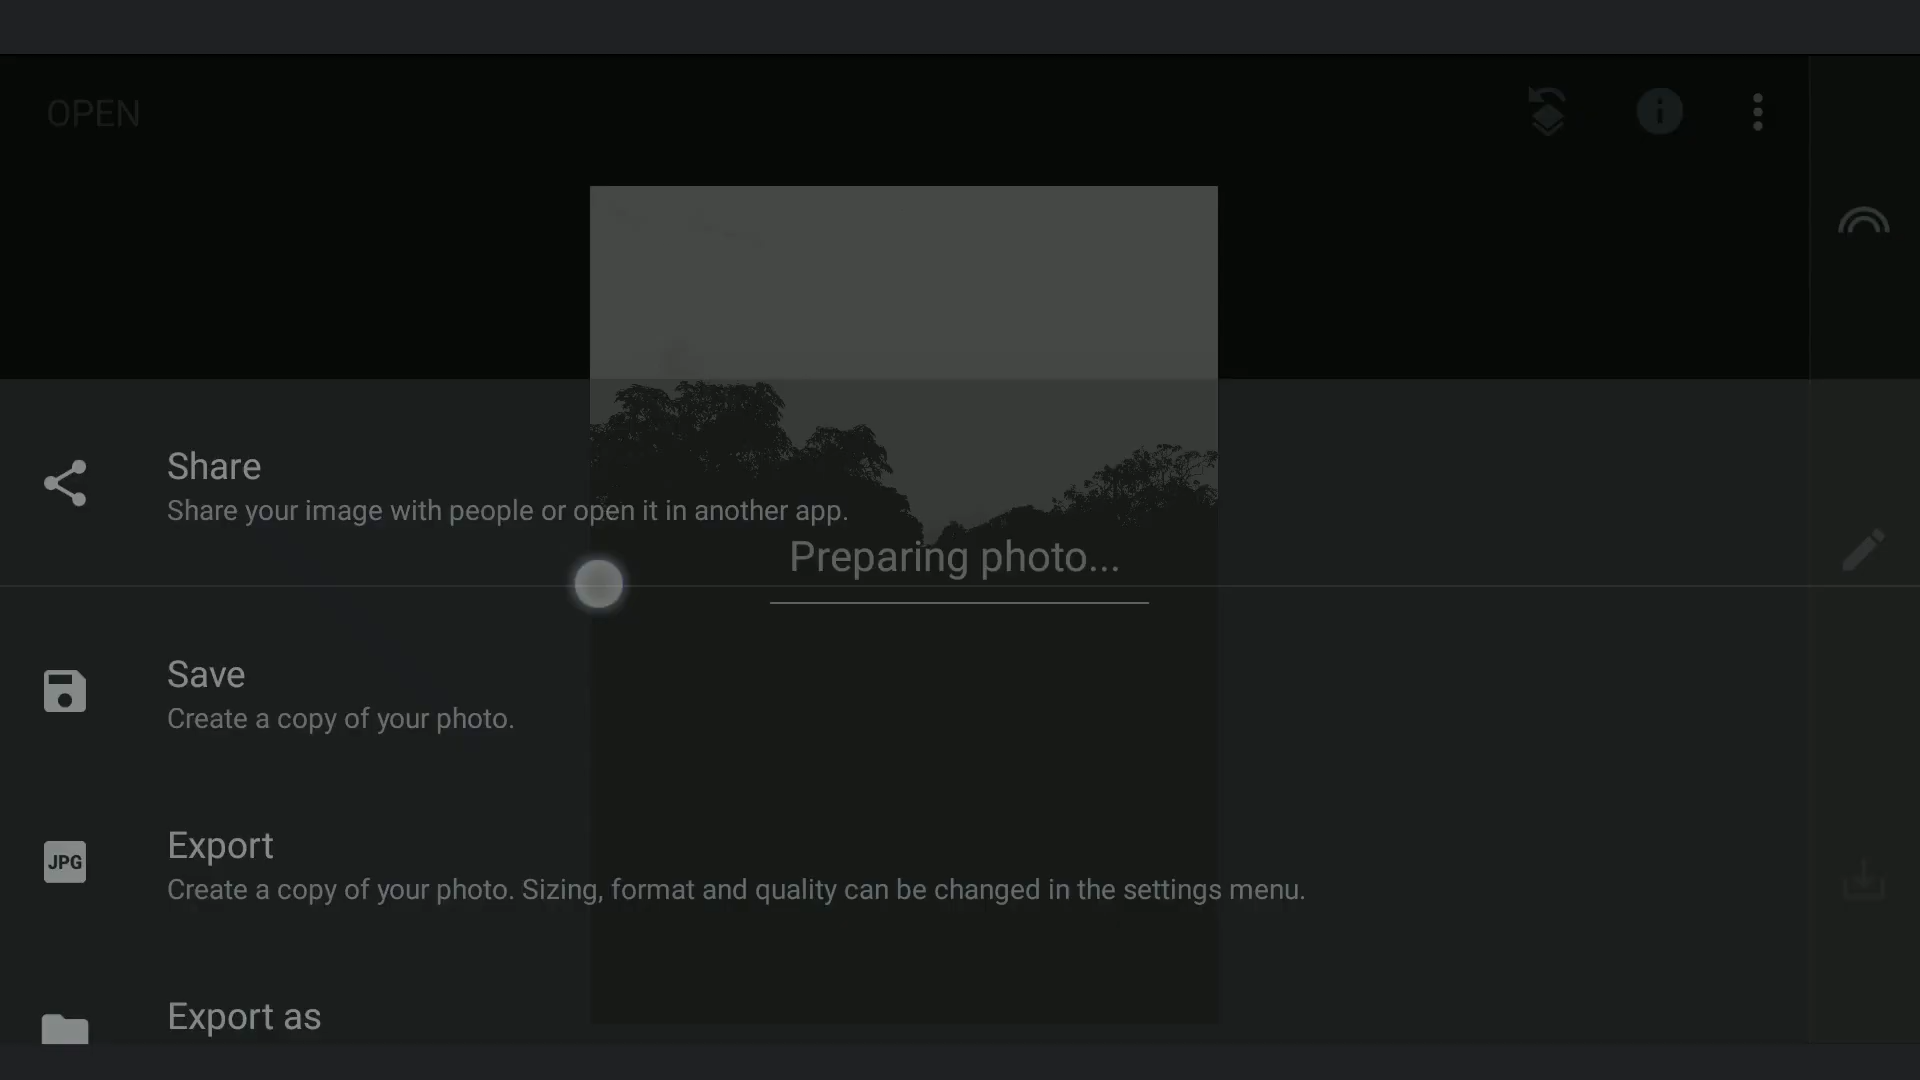 OPEN
Share
Share your image with people or open it in another app.
Preparing photo...
Save
Create a copy of your photo.
JPG
Export
Create a copy of your photo. Sizing, format and quality can be changed in the settings menu.
Export as